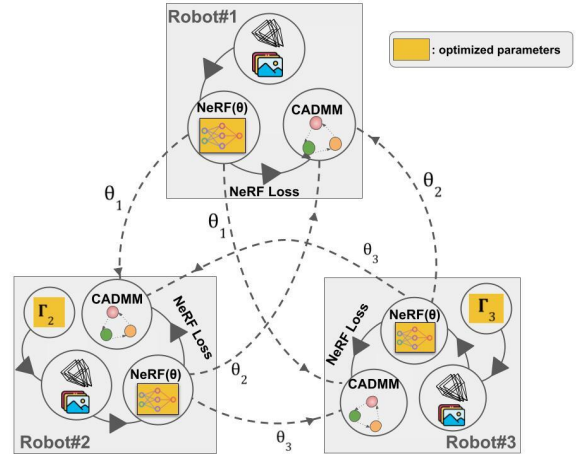 Robot#1
: optimized parameters
NeRF(θ)
CADMM
NeRF Loss
θ1
θ1
θ2
θ3
Γ2
CADMM
NeRF Loss
NeRF(θ)
θ2
Robot#2
θ3
NeRF Loss
NeRF(θ)
Γ3
CADMM
Robot#3